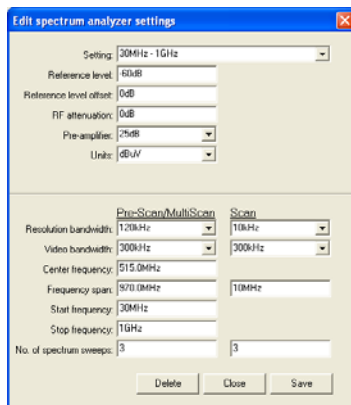 Edit spectrum analyzer settings
Setting: 30MHz - 1GHz
Reference level: -60dB
Reference level offset: 0dB
RF attenuation: 0dB
Pre-amplifier: 25dB
Units: dBuV
Pre-Scan/MultiScan Scan
Resolution bandwidth: 120kHz 10kHz
Video bandwidth: 300kHz 300kHz
Center frequency: 515.0MHz
Frequency span: 970.0MHz 10MHz
Start frequency: 30MHz
Stop frequency: 1GHz
No. of spectrum sweeps: 3 3
Delete Close Save